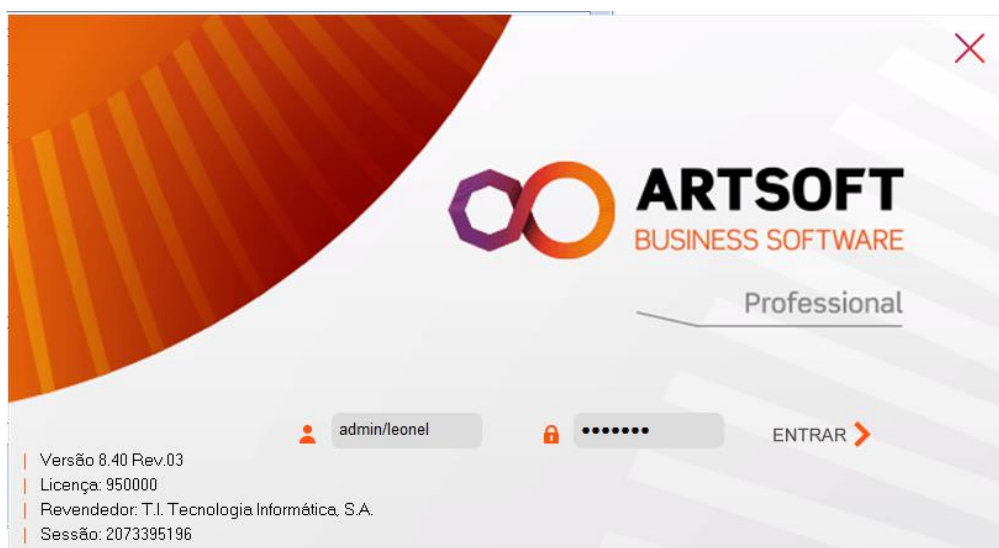 ARTSOFT
BUSINESS SOFTWARE
Professional
admin/leonel
•••••••
ENTRAR
Versão 8.40 Rev.03
Licença: 950000
Revendedor: T.I. Tecnologia Informática, S.A.
Sessão: 2073395196